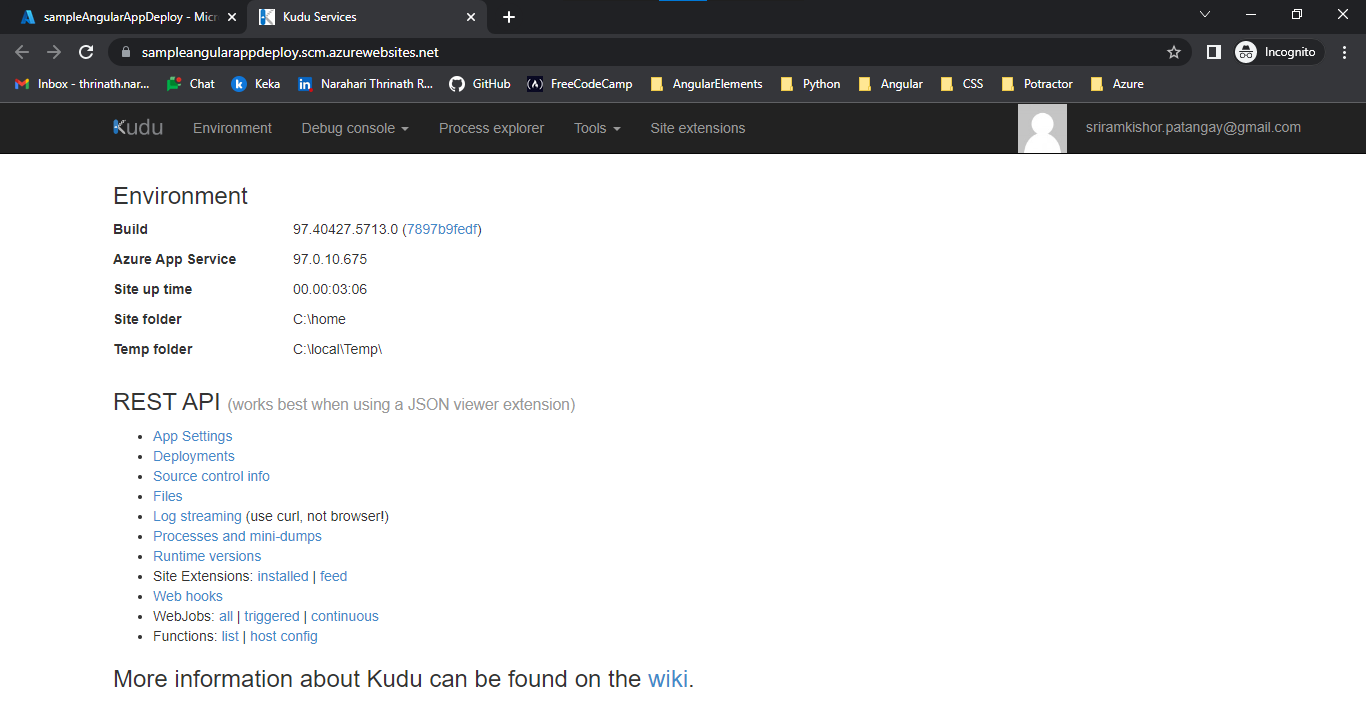 sampleAngularAppDeploy - Micr
Kudu Services
sampleangularappdeploy.scm.azurewebsites.net
Incognito
Inbox - thrinath.nar...
Chat
Keka
Narahari Thrinath R...
GitHub
FreeCodeCamp
AngularElements
Python
Angular
CSS
Potractor
Azure
Kudu
Environment
Debug console
Process explorer
Tools
Site extensions
sriramkishor.patangay@gmail.com
Environment
Build 97.40427.5713.0 (7897b9fedf)
Azure App Service 97.0.10.675
Site up time 00.00:03:06
Site folder C:\home
Temp folder C:\local\Temp\
REST API (works best when using a JSON viewer extension)
• App Settings
• Deployments
• Source control info
• Files
• Log streaming (use curl, not browser!)
• Processes and mini-dumps
• Runtime versions
• Site Extensions: installed | feed
• Web hooks
• WebJobs: all | triggered | continuous
• Functions: list | host config
More information about Kudu can be found on the wiki.